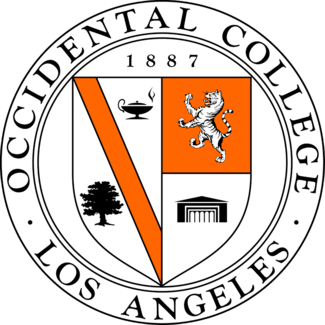 OCCIDENTAL COLLEGE
1887
· LOS ANGELES ·